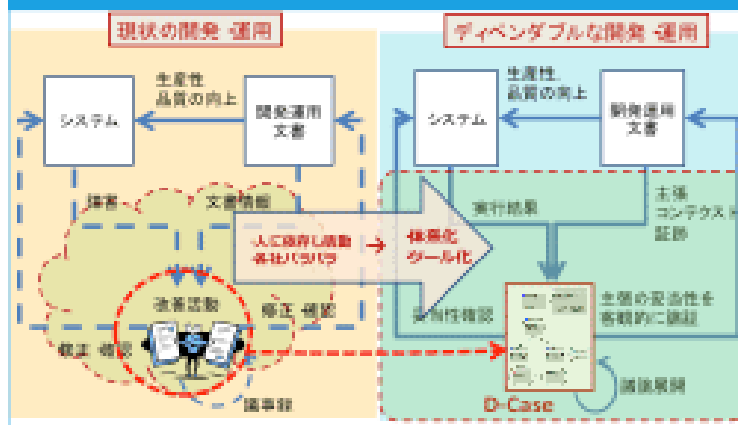 現状の開発・運用
ディペンダブルな開発・運用
生産性
品質の向上
システム
開発運用
文書
生産性
品質の向上
システム
開発運用
文書
障害
文書情報
人に依存し活動
各社バラバラ
→
体系化
ツール化
実行結果
主張
コンテクスト
証跡
改善活動
修正・確認
修正・確認
議事録
妥当性確認
主張の妥当性を
客観的に議論
議論展開
D-Case